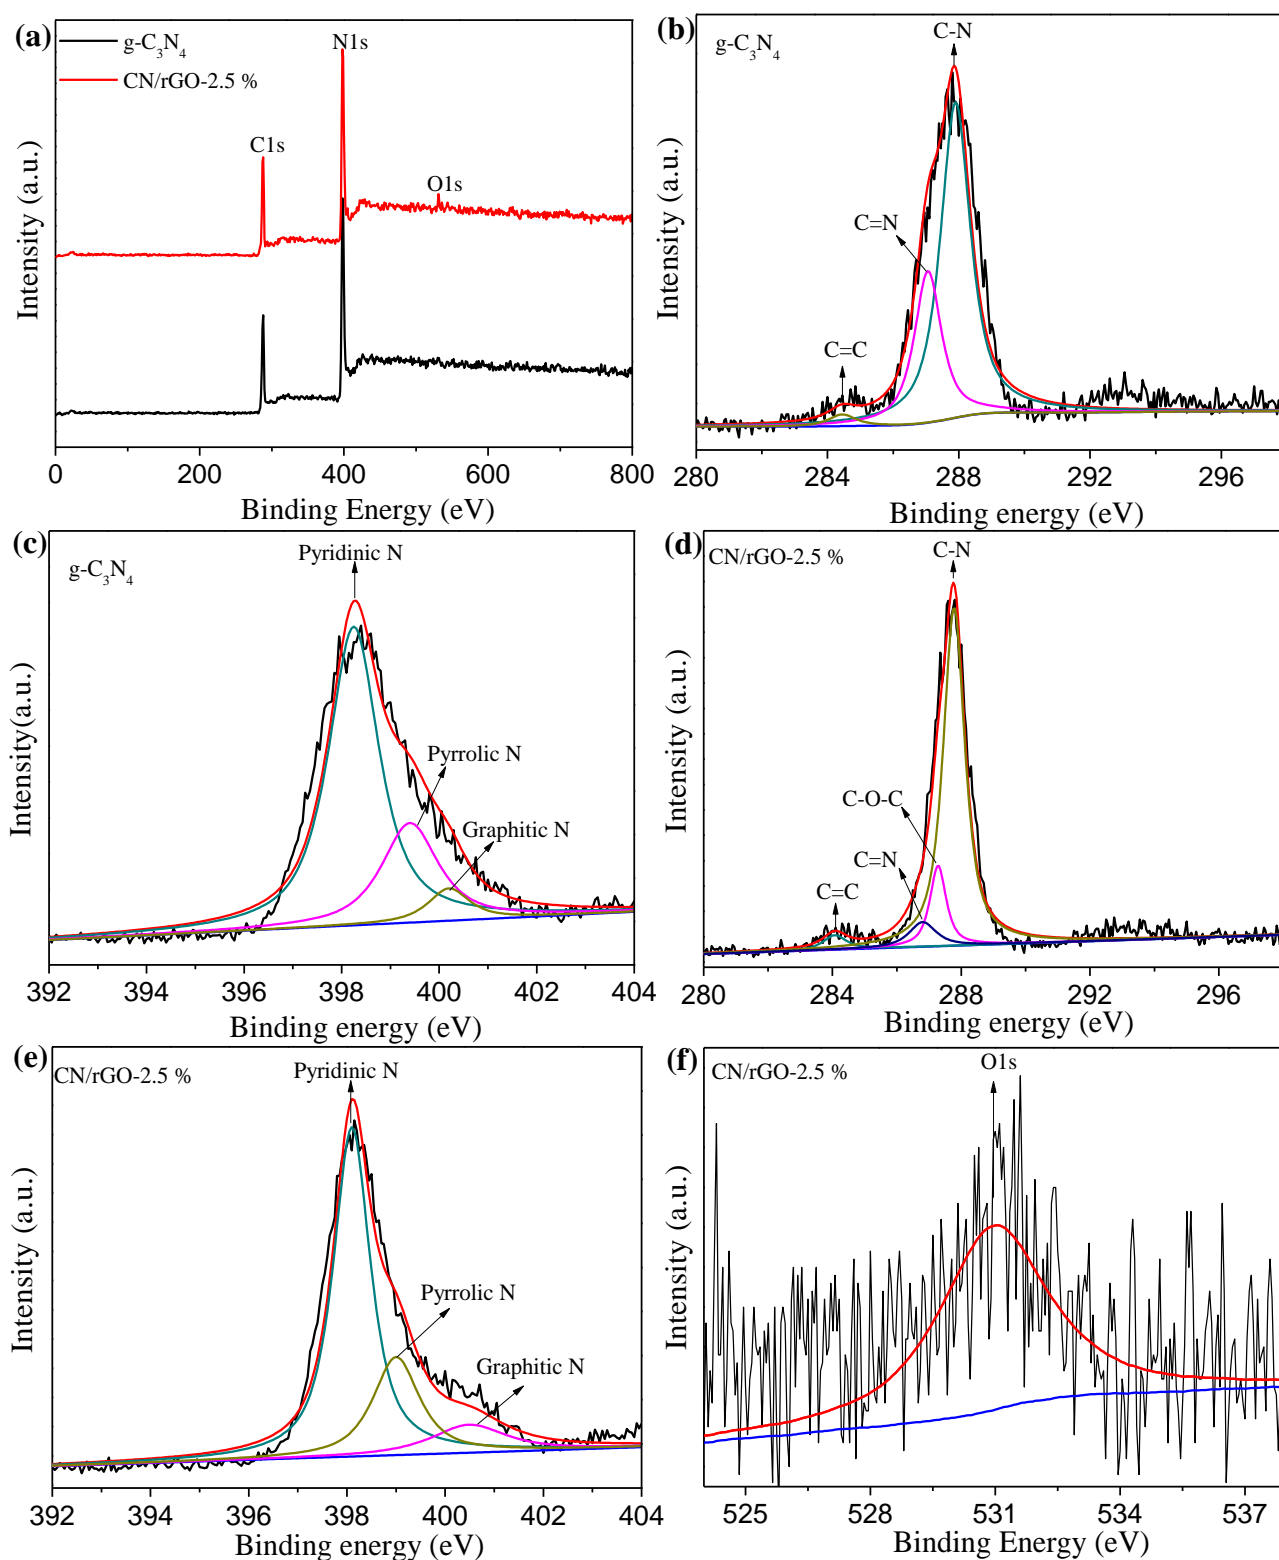 (a)
g-C₃N₄
CN/rGO-2.5 %
N1s
C1s
O1s
Intensity (a.u.)
0 200 400 600 800
Binding Energy (eV)
(b)
g-C₃N₄
C-N
C=N
C=C
Intensity (a.u.)
280 284 288 292 296
Binding energy (eV)
(c)
g-C₃N₄
Pyridinic N
Pyrrolic N
Graphitic N
Intensity(a.u.)
392 394 396 398 400 402 404
Binding energy (eV)
(d)
CN/rGO-2.5 %
C-N
C-O-C
C=N
C=C
Intensity (a.u.)
280 284 288 292 296
Binding energy (eV)
(e)
CN/rGO-2.5 %
Pyridinic N
Pyrrolic N
Graphitic N
Intensity (a.u.)
392 394 396 398 400 402 404
Binding energy (eV)
(f)
CN/rGO-2.5 %
O1s
Intensity (a.u.)
525 528 531 534 537
Binding Energy (eV)